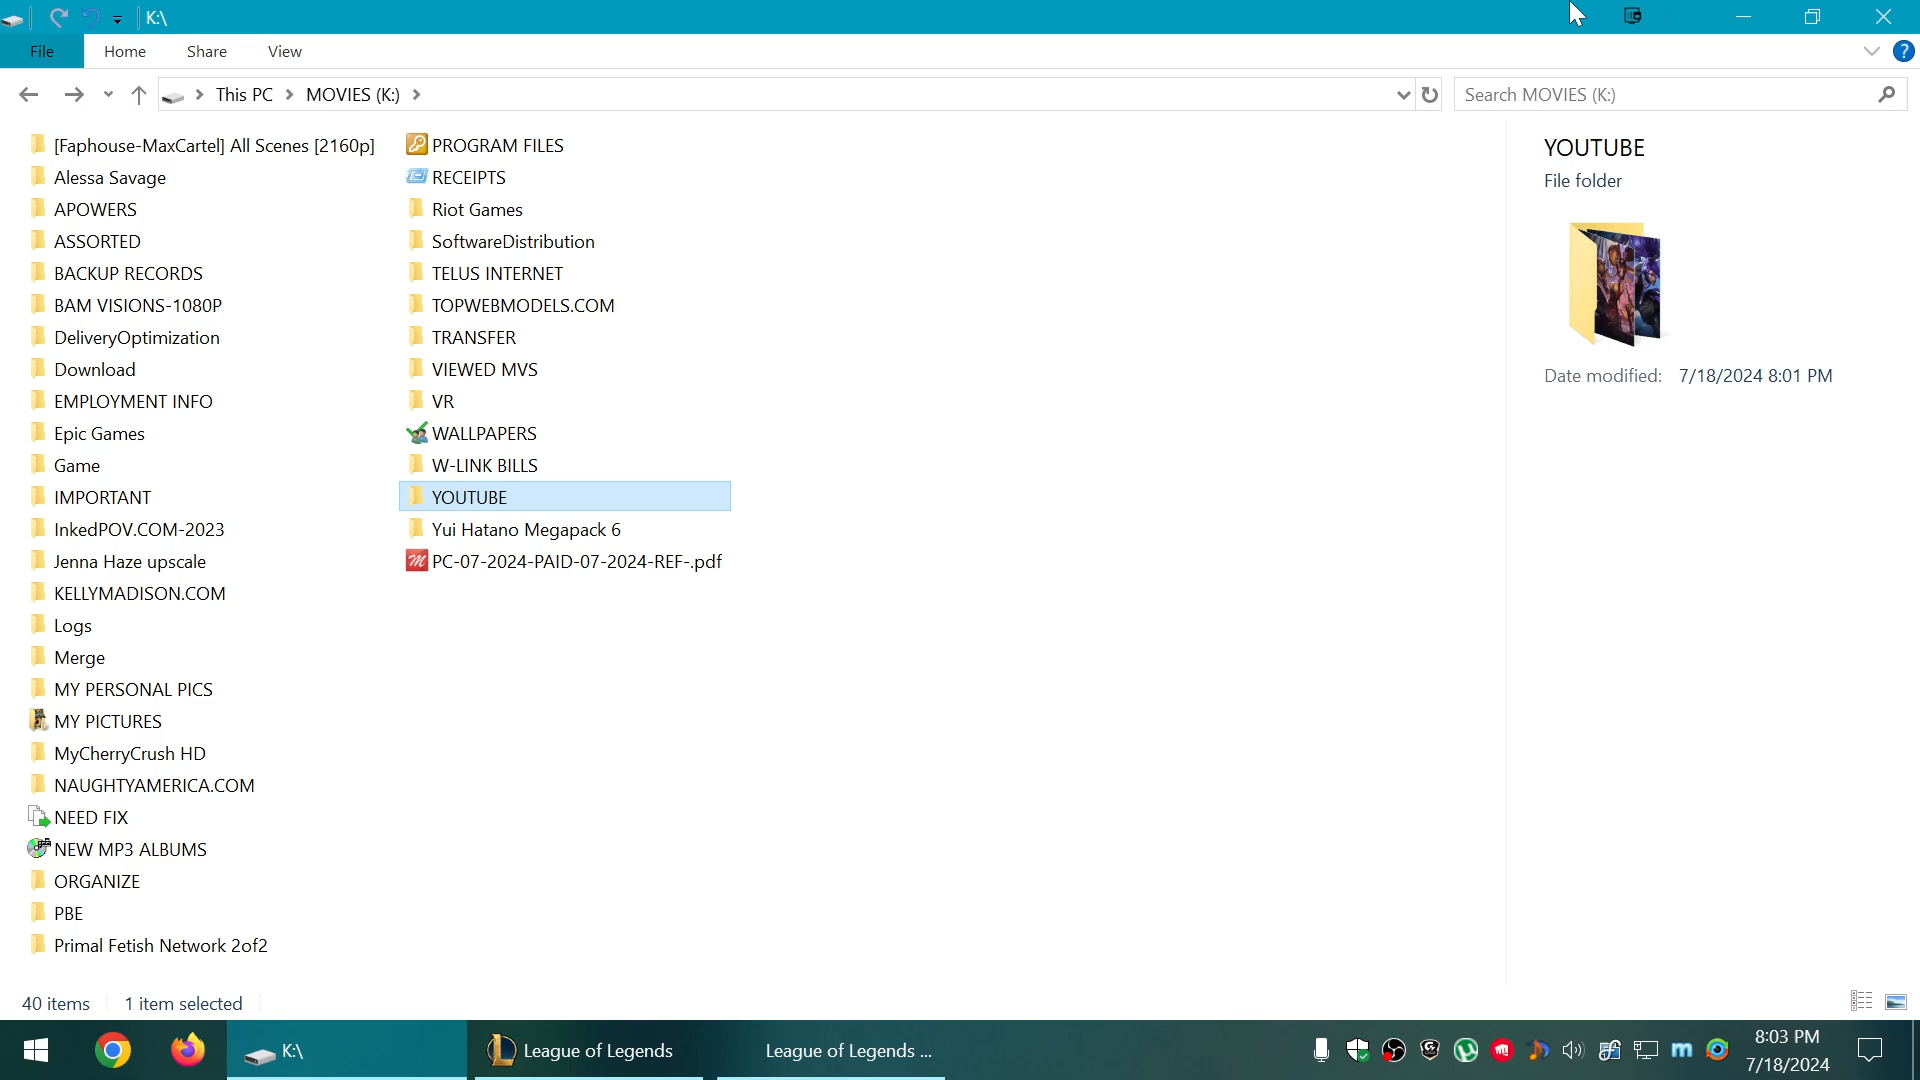 K:\
File Home Share View
This PC MOVIES (K:)
Search MOVIES (K:)
[Faphouse-MaxCartel] All Scenes [2160p]
Alessa Savage
APOWERS
ASSORTED
BACKUP RECORDS
BAM VISIONS-1080P
DeliveryOptimization
Download
EMPLOYMENT INFO
Epic Games
Game
IMPORTANT
InkedPOV.COM-2023
Jenna Haze upscale
KELLYMADISON.COM
Logs
Merge
MY PERSONAL PICS
MY PICTURES
MyCherryCrush HD
NAUGHTYAMERICA.COM
NEED FIX
NEW MP3 ALBUMS
ORGANIZE
PBE
Primal Fetish Network 2of2
PROGRAM FILES
RECEIPTS
Riot Games
SoftwareDistribution
TELUS INTERNET
TOPWEBMODELS.COM
TRANSFER
VIEWED MVS
VR
WALLPAPERS
W-LINK BILLS
YOUTUBE
Yui Hatano Megapack 6
PC-07-2024-PAID-07-2024-REF-.pdf
YOUTUBE
File folder
Date modified: 7/18/2024 8:01 PM
40 items 1 item selected
K:\
League of Legends
League of Legends ...
8:03 PM
7/18/2024